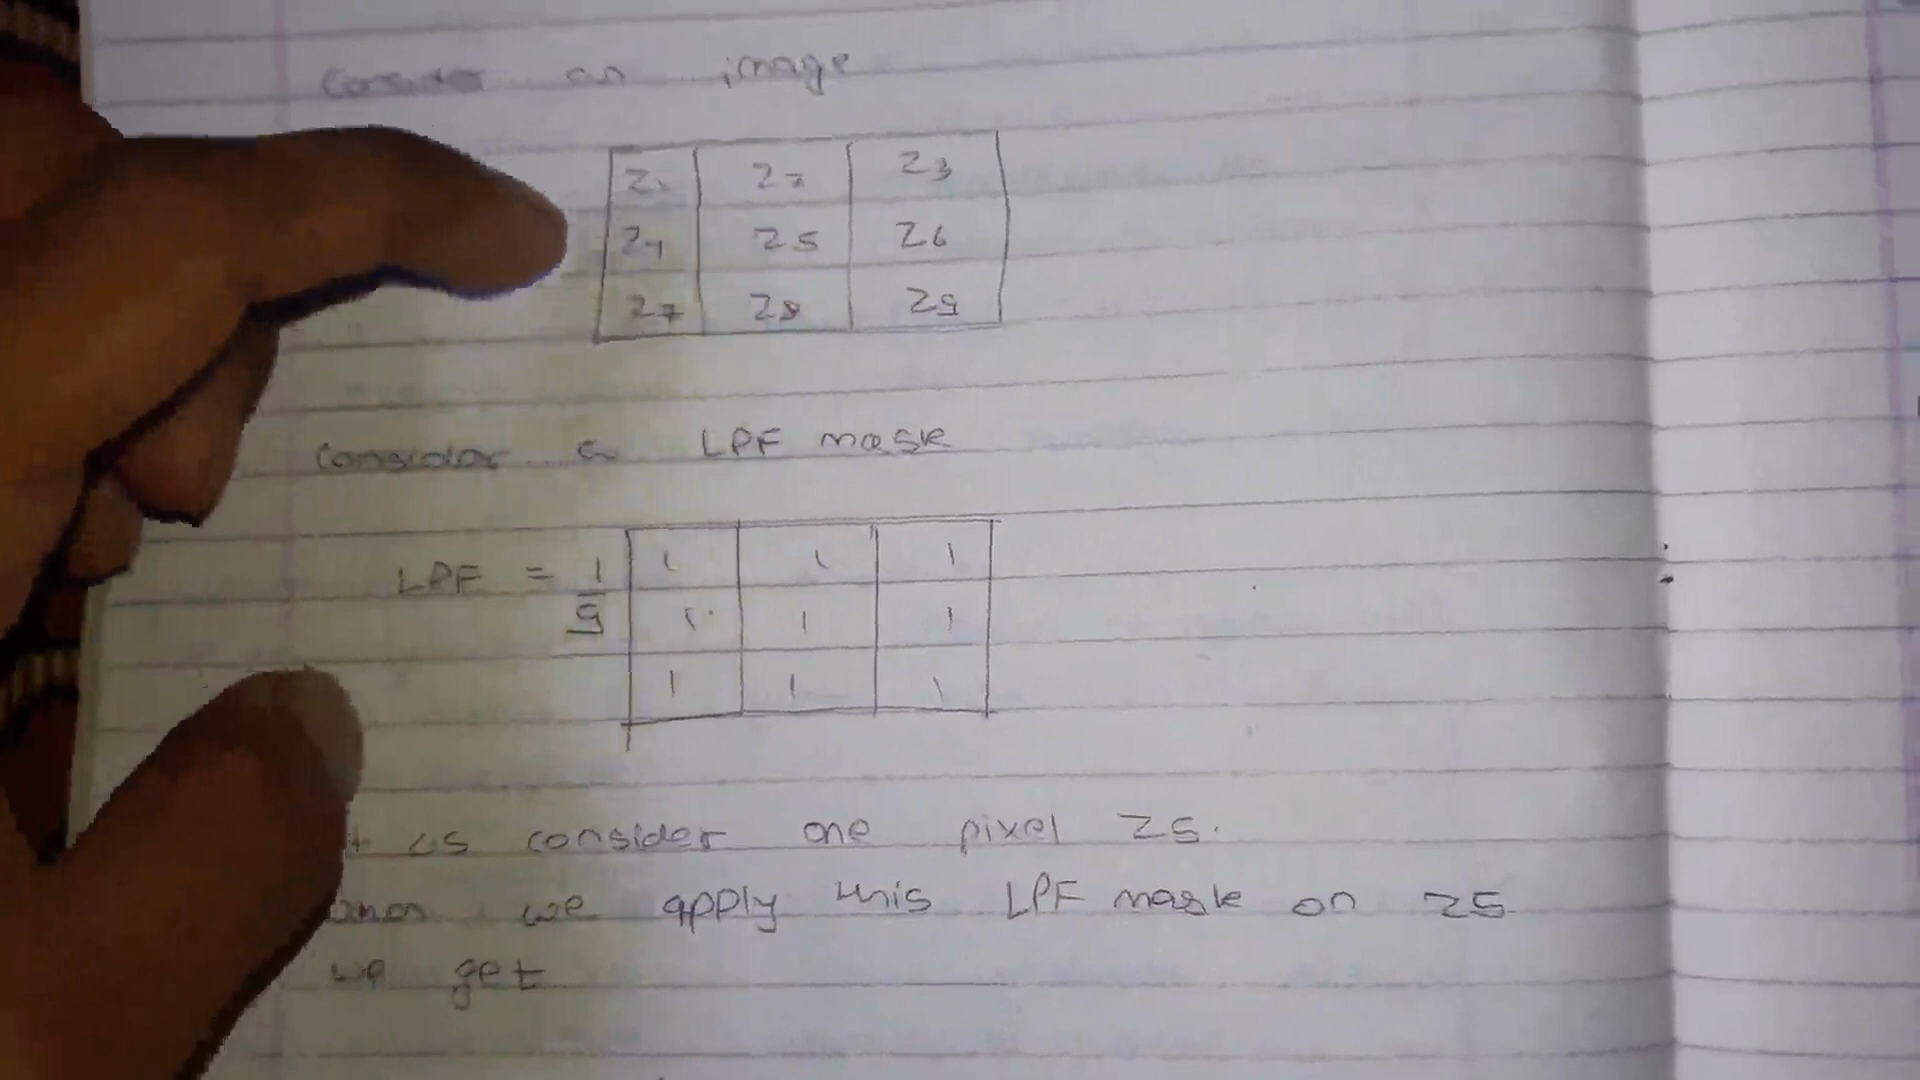 Consider an image
Z1 Z2 Z3
Z4 Z5 Z6
Z7 Z8 Z9
Consider a LPF mask
LPF = 1/9
1 1 1
1 1 1
1 1 1
us consider one pixel Z5.
when we apply this LPF mask on Z5
we get